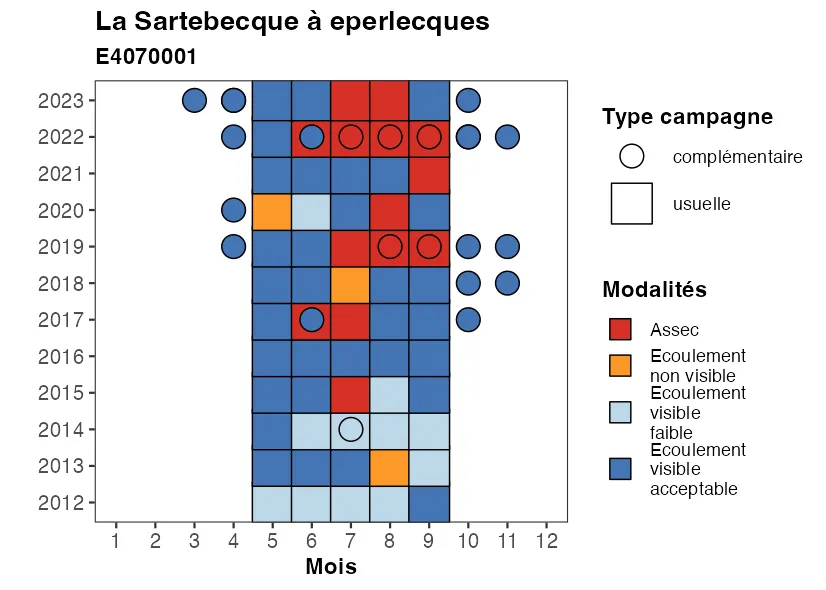 La Sartebecque à eperlecques
E4070001
2023
2022
2021
2020
2019
2018
2017
2016
2015
2014
2013
2012
1 2 3 4 5 6 7 8 9 10 11 12
Mois
Type campagne
complémentaire
usuelle
Modalités
Assec
Ecoulement
non visible
Ecoulement
visible
faible
Ecoulement
visible
acceptable